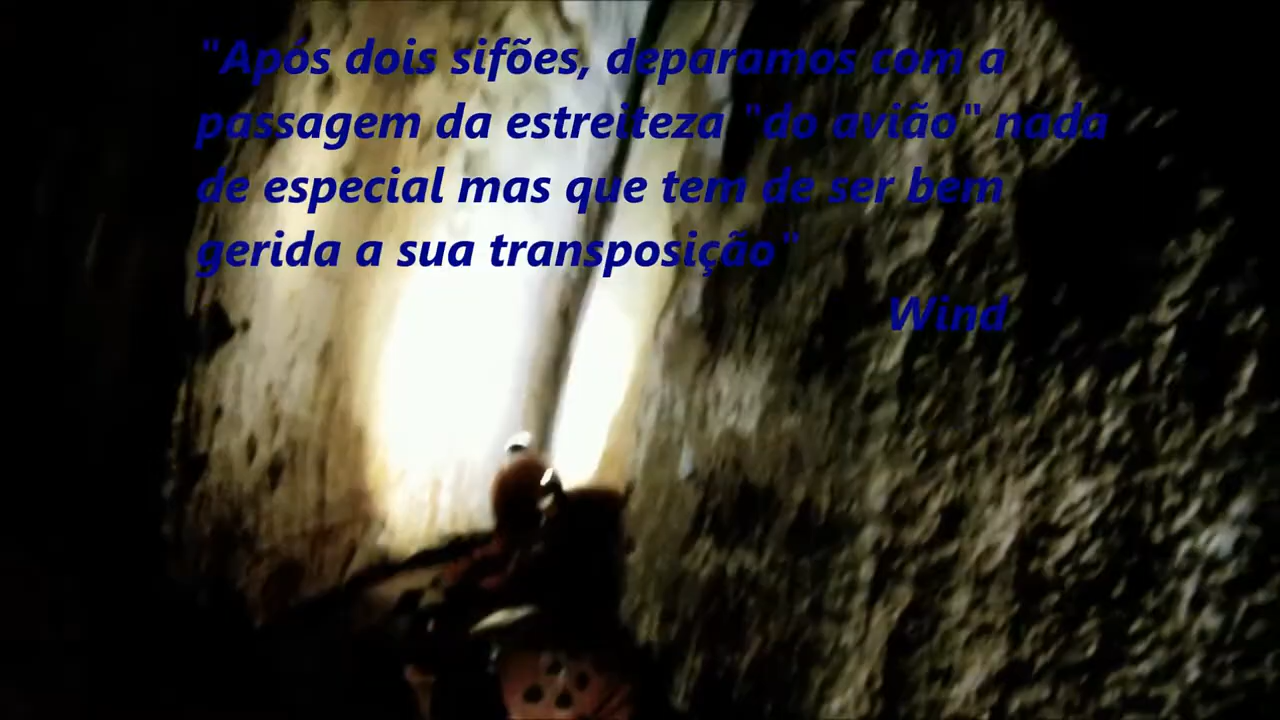 "Após dois sifões, deparamos com a
passagem da estreiteza "do avião" nada
de especial mas que tem de ser bem
gerida a sua transposição"
Wind